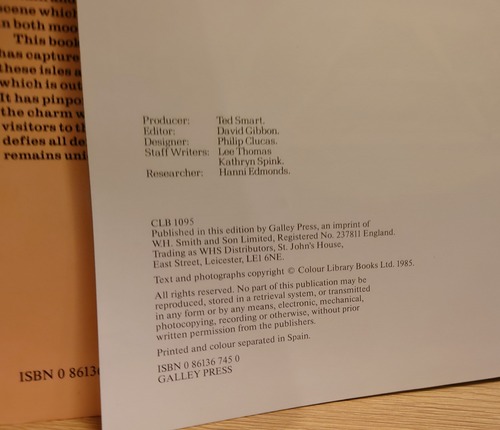 scene which
n both moo
This book
has capture
these isles a
which is out
It has pinpo
the charm w
visitors to th
defies all de
remains uni
ISBN 0 8613
Producer: Ted Smart.
Editor: David Gibbon.
Designer: Philip Clucas.
Staff Writers: Lee Thomas
Kathryn Spink.
Researcher: Hanni Edmonds.
CLB 1095
Published in this edition by Galley Press, an imprint of
W.H. Smith and Son Limited, Registered No. 237811 England.
Trading as WHS Distributors, St. John's House,
East Street, Leicester, LE1 6NE.
Text and photographs copyright © Colour Library Books Ltd. 1985.
All rights reserved. No part of this publication may be
reproduced, stored in a retrieval system, or transmitted
in any form or by any means, electronic, mechanical,
photocopying, recording or otherwise, without prior
written permission from the publishers.
Printed and colour separated in Spain.
ISBN 0 86136 745 0
GALLEY PRESS